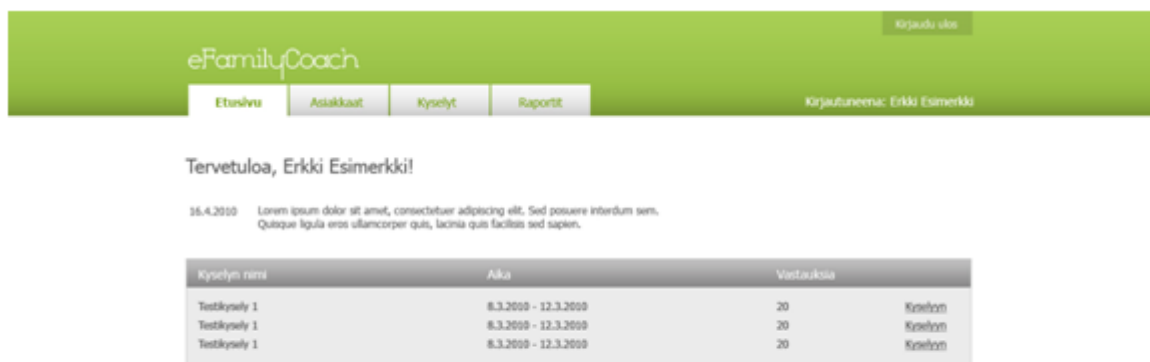 Kirjaudu ulos
eFamilyCoach
Etusivu Asiakkaat Kyselyt Raportit Kirjautuneena: Erkki Esimerkki
Tervetuloa, Erkki Esimerkki!
16.4.2010 Lorem ipsum dolor sit amet, consectetuer adipiscing elit. Sed posuere interdum sem.
Quisque ligula eros ullamcorper quis, lacinia quis facilisis sed sapien.
Kyselyn nimi Aika Vastauksia
Testikysely 1 8.3.2010 - 12.3.2010 20 Kyselyyn
Testikysely 1 8.3.2010 - 12.3.2010 20 Kyselyyn
Testikysely 1 8.3.2010 - 12.3.2010 20 Kyselyyn